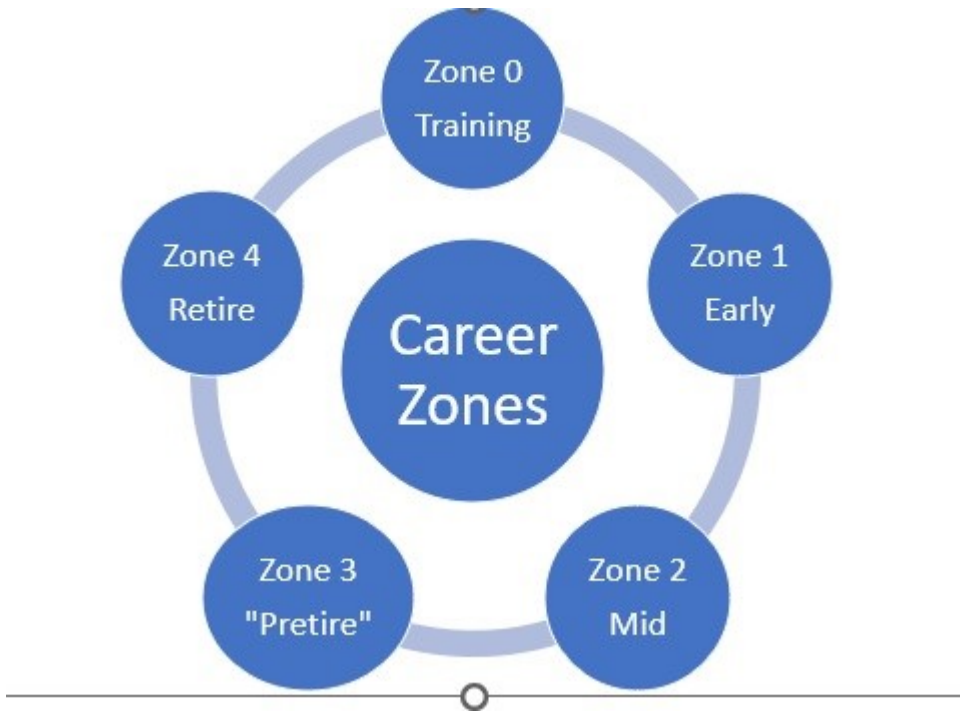 Zone 0
Training
Zone 1
Early
Zone 2
Mid
Zone 3
"Pretire"
Zone 4
Retire
Career
Zones